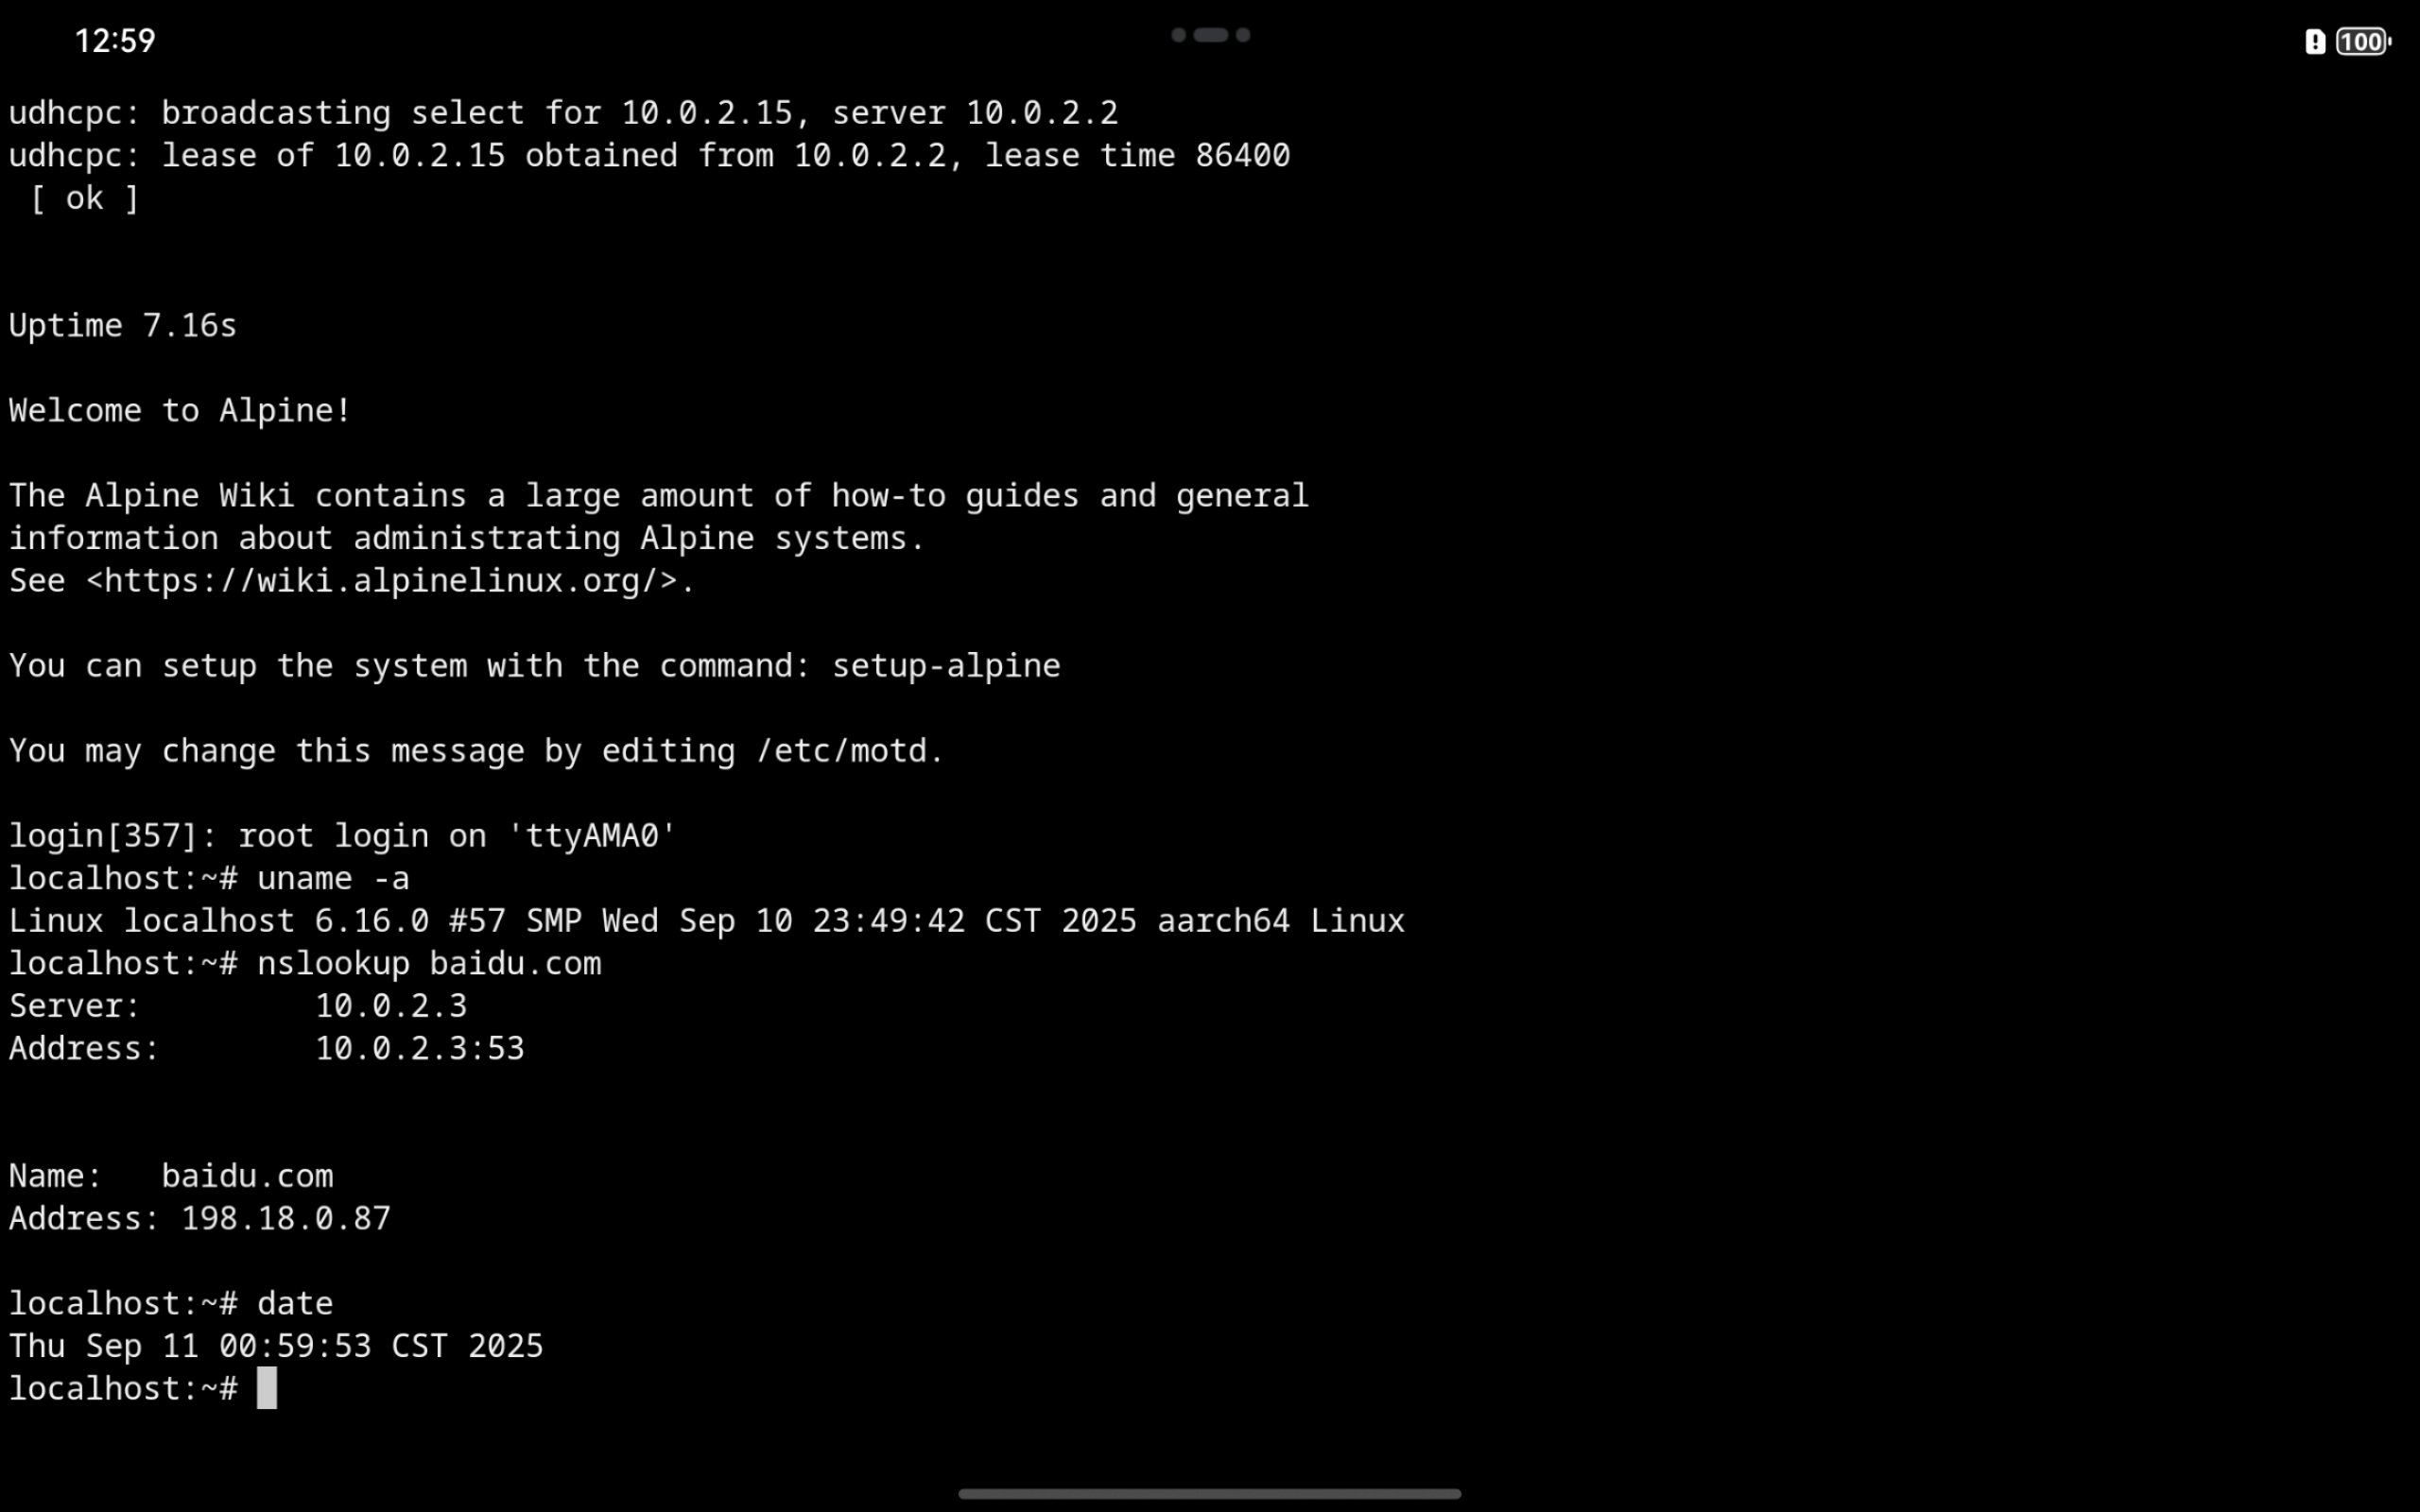 12:59
100
udhcpc: broadcasting select for 10.0.2.15, server 10.0.2.2
udhcpc: lease of 10.0.2.15 obtained from 10.0.2.2, lease time 86400
 [ ok ]
Uptime 7.16s
Welcome to Alpine!
The Alpine Wiki contains a large amount of how-to guides and general
information about administrating Alpine systems.
See <https://wiki.alpinelinux.org/>.
You can setup the system with the command: setup-alpine
You may change this message by editing /etc/motd.
login[357]: root login on 'ttyAMA0'
localhost:~# uname -a
Linux localhost 6.16.0 #57 SMP Wed Sep 10 23:49:42 CST 2025 aarch64 Linux
localhost:~# nslookup baidu.com
Server:         10.0.2.3
Address:        10.0.2.3:53
Name:   baidu.com
Address: 198.18.0.87
localhost:~# date
Thu Sep 11 00:59:53 CST 2025
localhost:~#